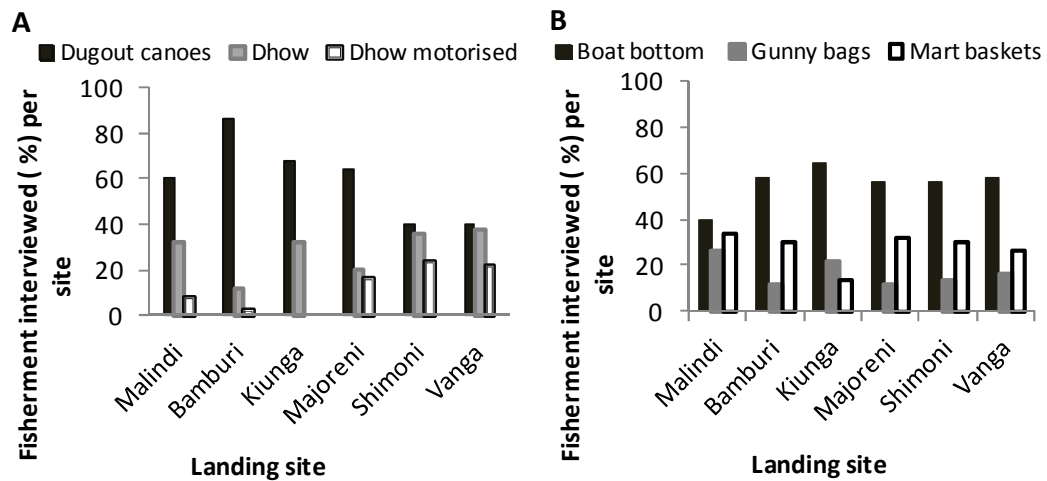 A
Dugout canoes Dhow Dhow motorised
Fisherment interviewed ( %) per
site
100
80
60
40
20
0
Malindi
Bamburi
Kiunga
Majoreni
Shimoni
Vanga
Landing site
B
Boat bottom Gunny bags Mart baskets
Fisherment interviewed ( %) per
site
100
80
60
40
20
0
Malindi
Bamburi
Kiunga
Majoreni
Shimoni
Vanga
Landing site